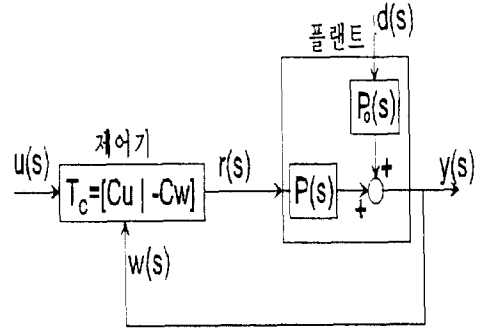 플랜트
d(s)
P₀(s)
제어기
u(s)
T_c=[Cu | -Cw]
r(s)
P(s)
+
+
y(s)
w(s)